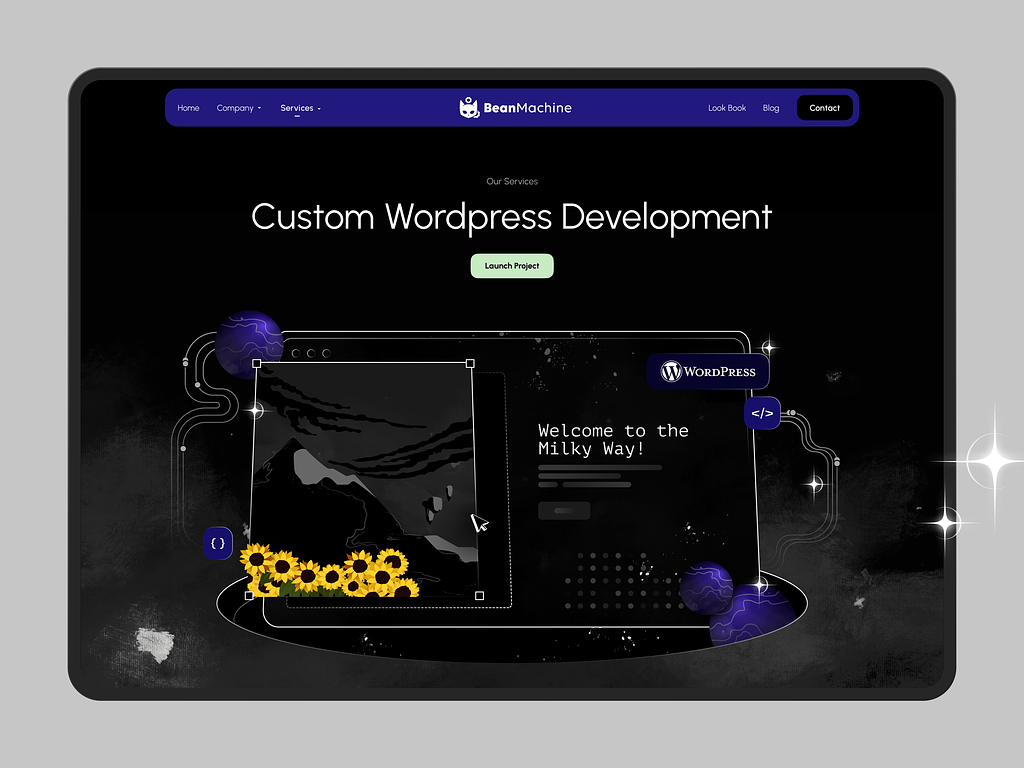 Home
Company
Services
BeanMachine
Look Book
Blog
Contact
Our Services
Custom Wordpress Development
Launch Project
WORDPRESS
</>
Welcome to the
Milky Way!
{ }